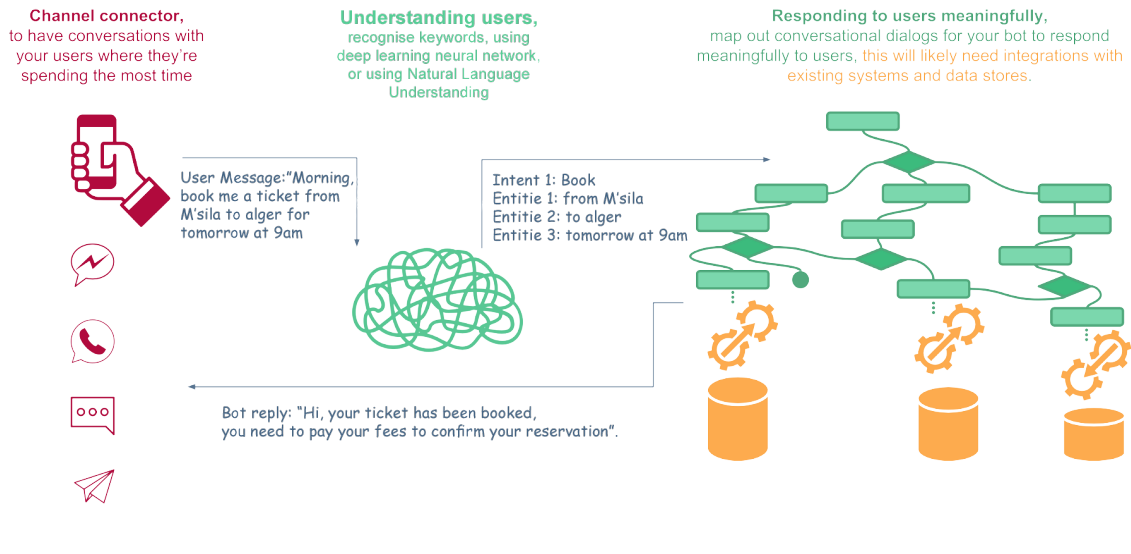 Channel connector,
to have conversations with
your users where they're
spending the most time
Understanding users,
recognise keywords, using
deep learning neural network,
or using Natural Language
Understanding
Responding to users meaningfully,
map out conversational dialogs for your bot to respond
meaningfully to users, this will likely need integrations with
existing systems and data stores.
User Message:"Morning,
book me a ticket from
M'sila to alger for
tomorrow at 9am
Intent 1: Book
Entitie 1: from M'sila
Entitie 2: to alger
Entitie 3: tomorrow at 9am
Bot reply: "Hi, your ticket has been booked,
you need to pay your fees to confirm your reservation".